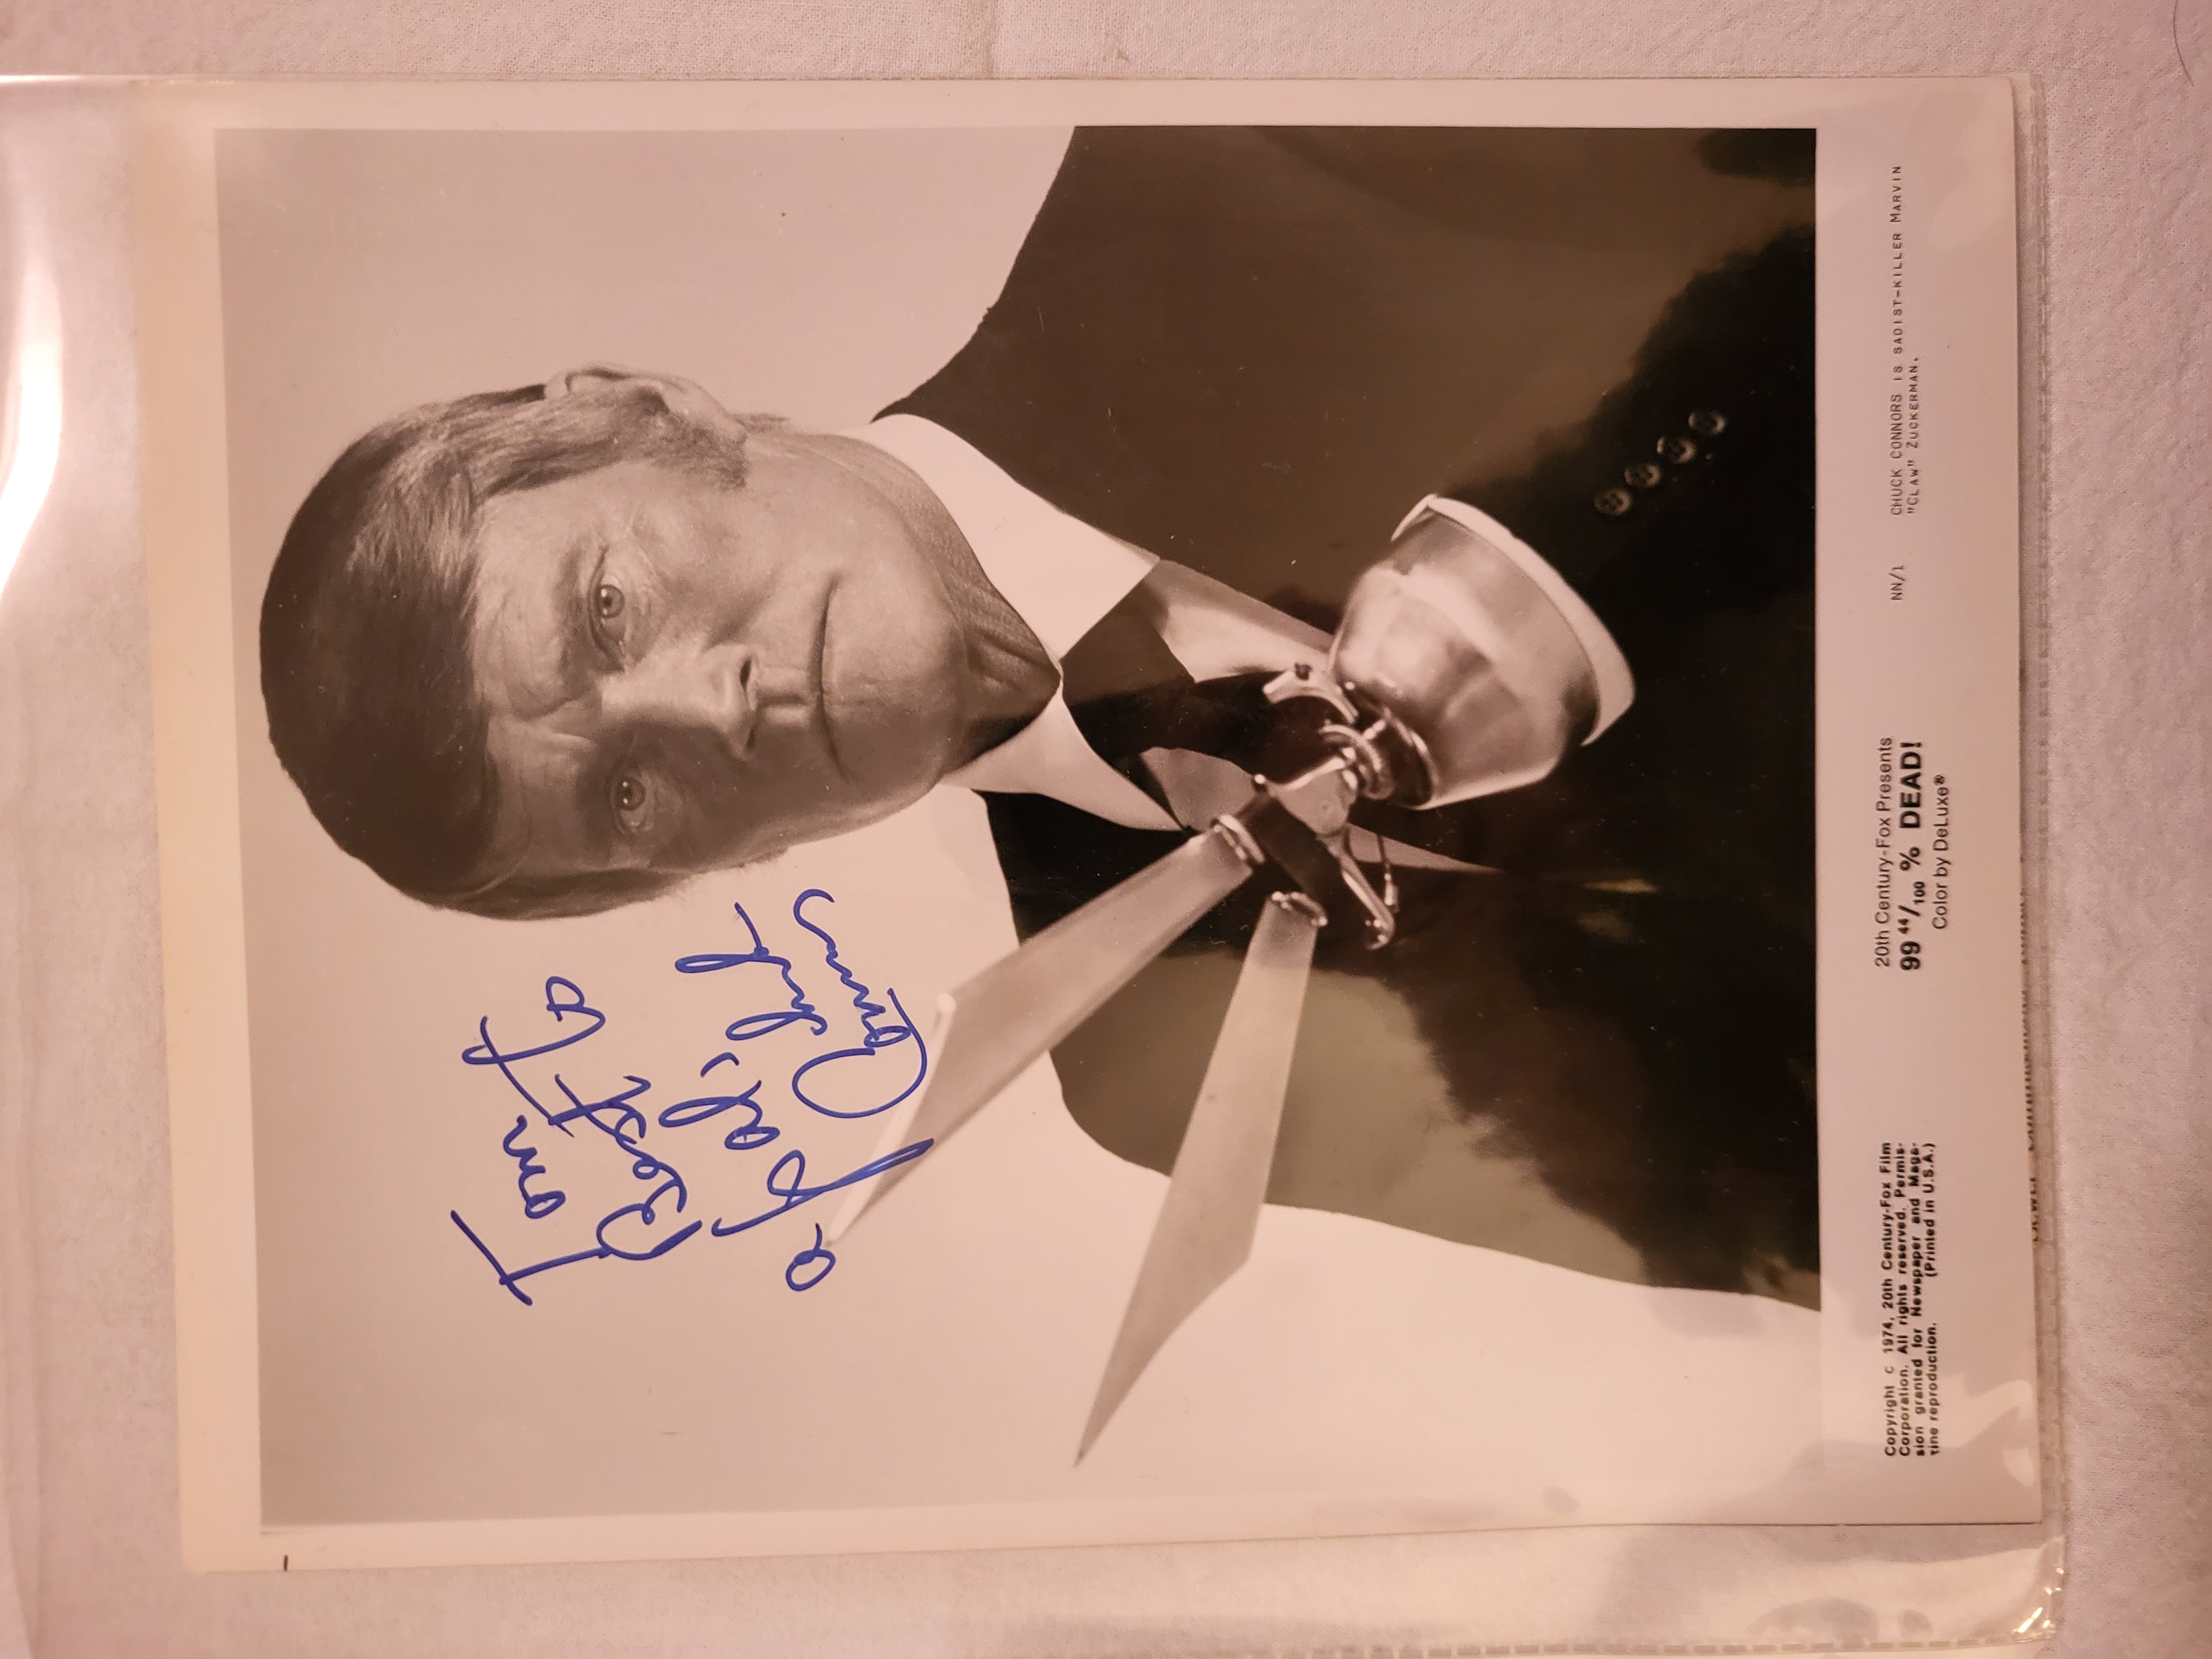 Tom
Best
NN/1 CHUCK CONNORS IS SADIST-KILLER MARVIN
"CLAW" ZUCKERMAN.
20th Century-Fox Presents
99 44/100 % DEAD!
Color by DeLuxe®
Copyright c 1974, 20th Century-Fox Film
Corporation. All rights reserved. Permis-
sion granted for Newspaper and Maga-
zine reproduction. (Printed in U.S.A.)